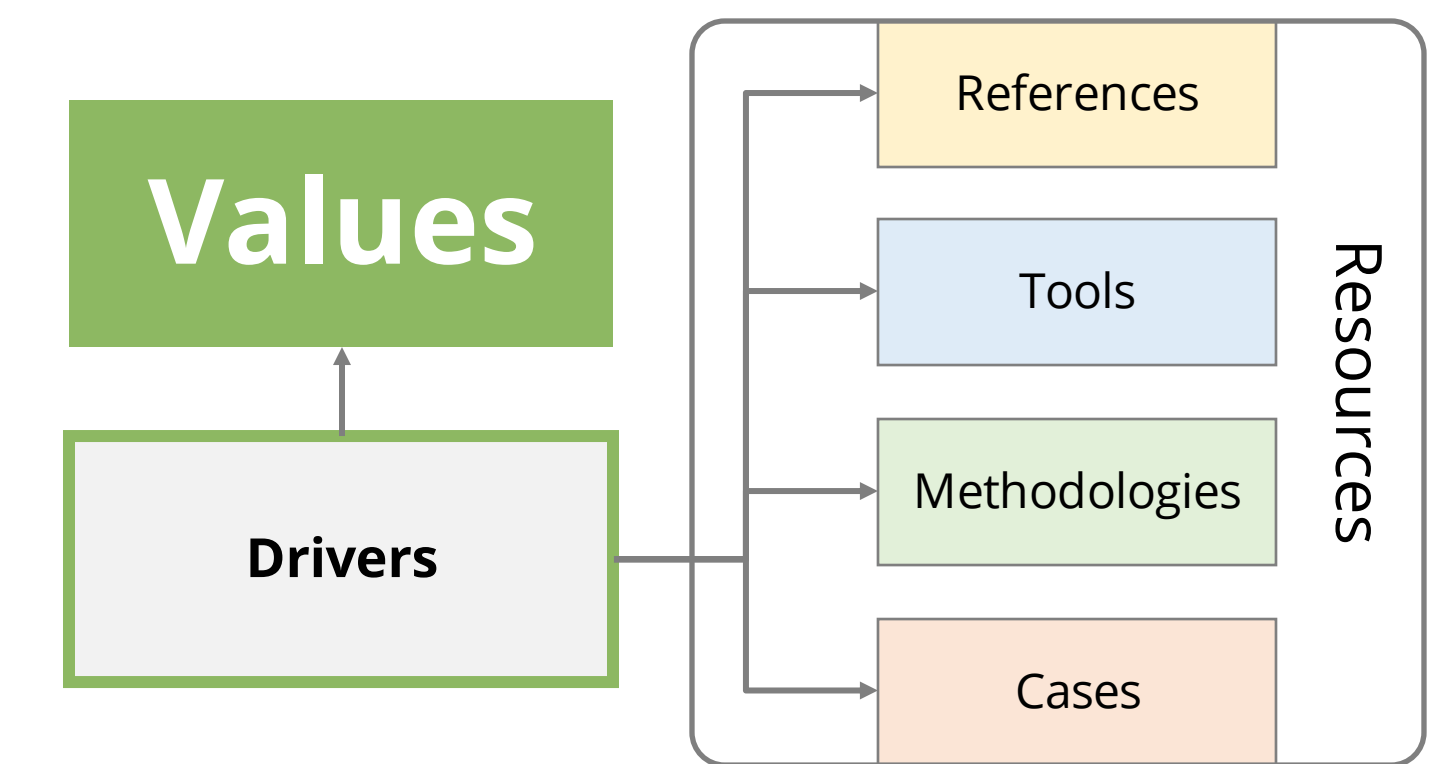 Values
Drivers
References
Tools
Methodologies
Cases
Resources